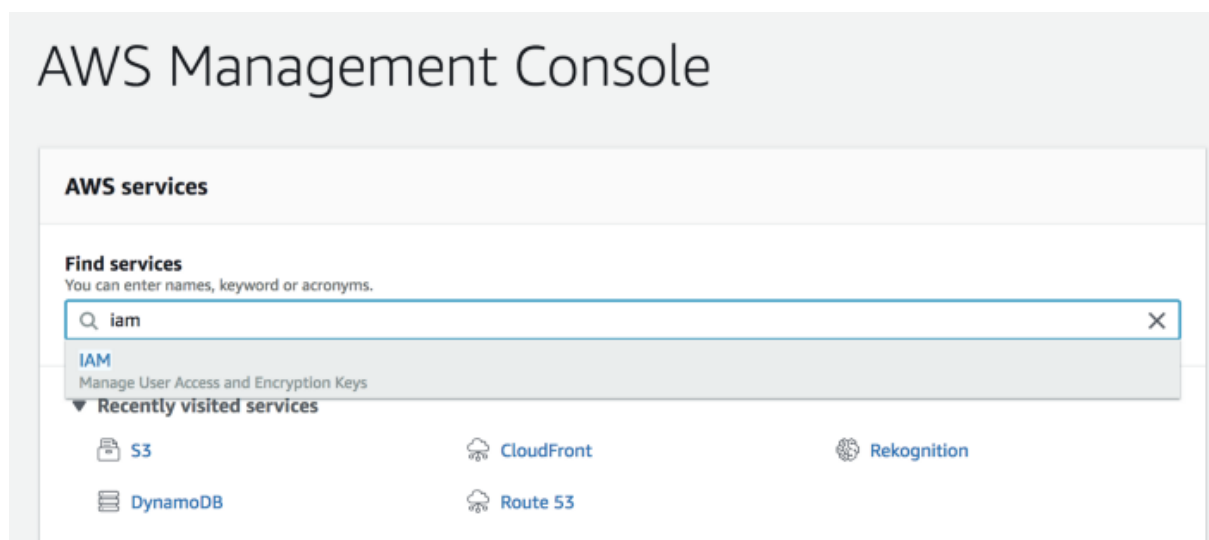 AWS Management Console
AWS services
Find services
You can enter names, keyword or acronyms.
iam
IAM
Manage User Access and Encryption Keys
Recently visited services
S3 CloudFront Rekognition
DynamoDB Route 53